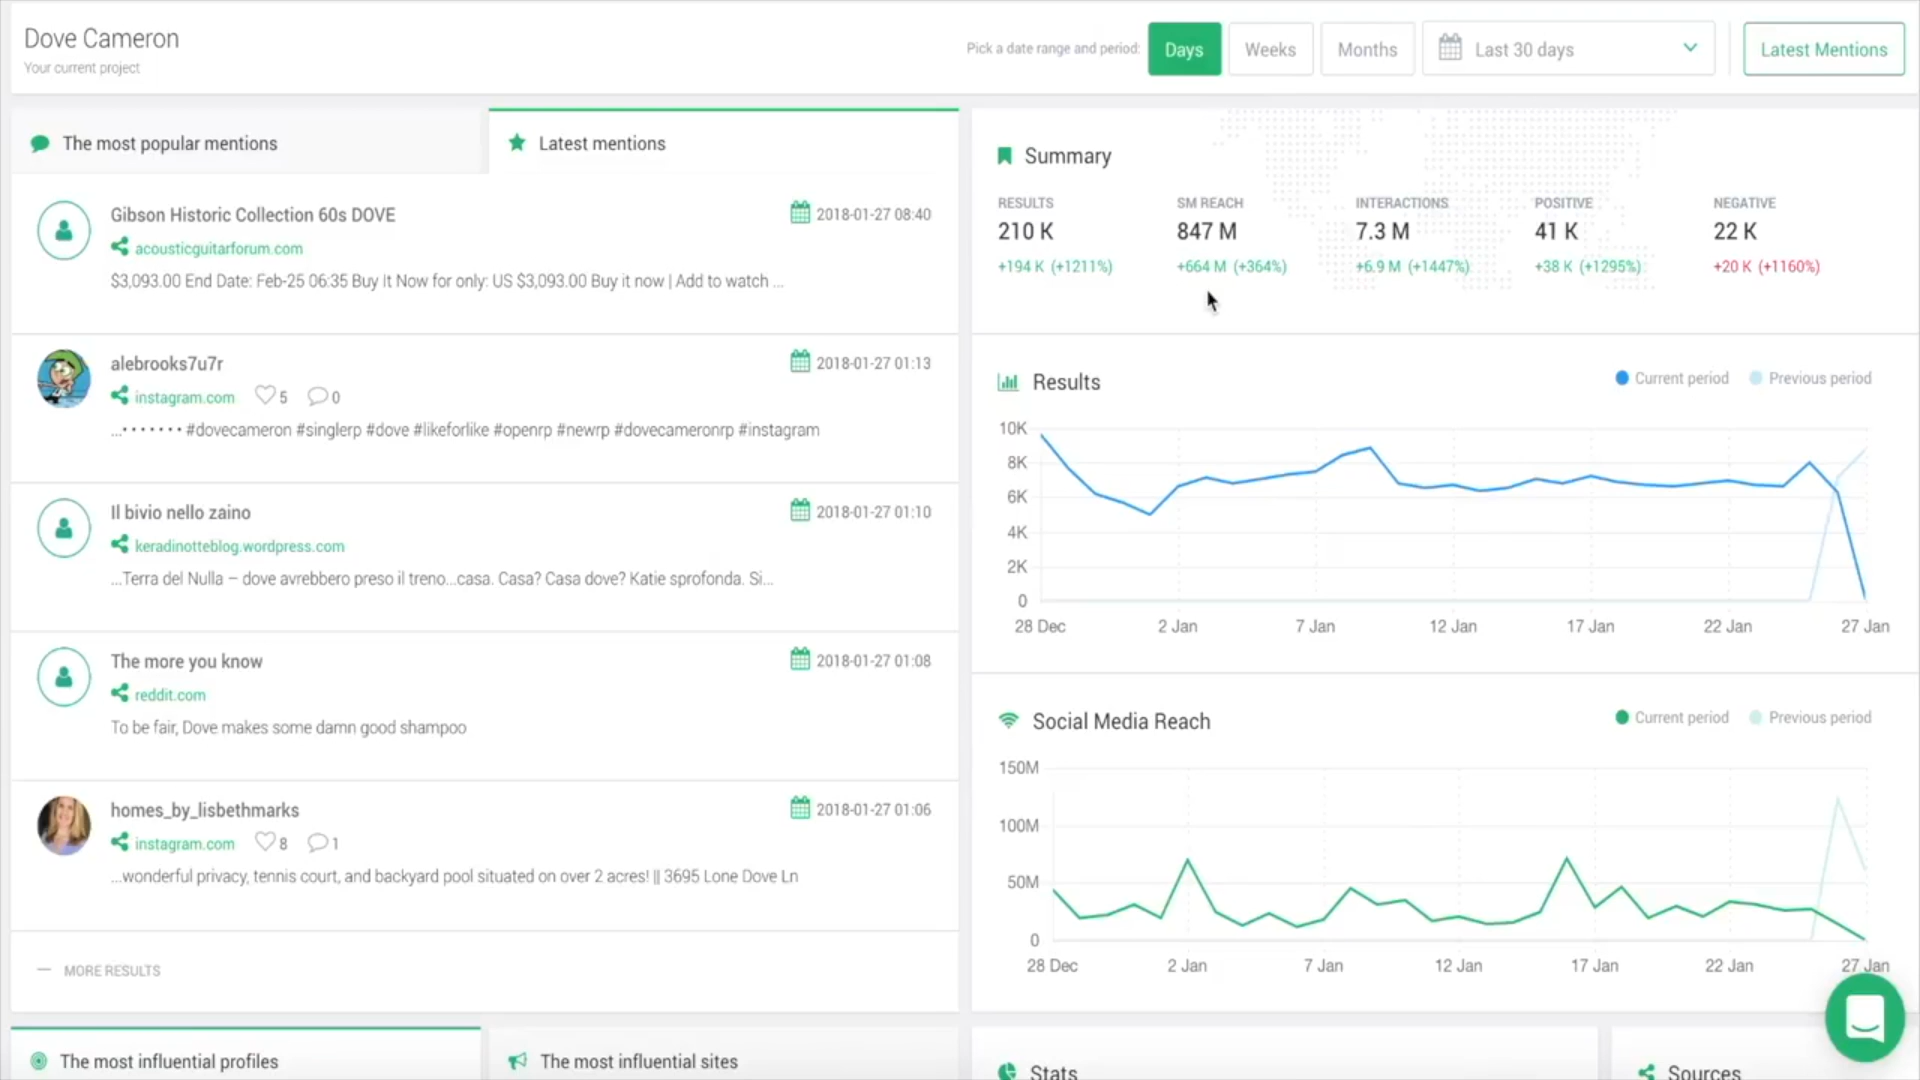 Dove Cameron
Your current project
Pick a date range and period:
Days
Weeks
Months
Last 30 days
Latest Mentions
The most popular mentions
Latest mentions
Gibson Historic Collection 60s DOVE
2018-01-27 08:40
acousticguitarforum.com
$3,093.00 End Date: Feb-25 06:35 Buy It Now for only: US $3,093.00 Buy it now | Add to watch ...
alebrooks7u7r
2018-01-27 01:13
instagram.com 5 0
...• • • • • • • #dovecameron #singlerp #dove #likeforlike #openrp #newrp #dovecameronrp #instagram
Il bivio nello zaino
2018-01-27 01:10
keradinotteblog.wordpress.com
...Terra del Nulla – dove avrebbero preso il treno...casa. Casa? Casa dove? Katie sprofonda. Si...
The more you know
2018-01-27 01:08
reddit.com
To be fair, Dove makes some damn good shampoo
homes_by_lisbethmarks
2018-01-27 01:06
instagram.com 8 1
...wonderful privacy, tennis court, and backyard pool situated on over 2 acres! || 3695 Lone Dove Ln
MORE RESULTS
The most influential profiles
The most influential sites
Summary
RESULTS SM REACH INTERACTIONS POSITIVE NEGATIVE
210 K 847 M 7.3 M 41 K 22 K
+194 K (+1211%) +664 M (+364%) +6.9 M (+1447%) +38 K (+1295%) +20 K (+1160%)
Results
Current period Previous period
10K
8K
6K
4K
2K
0
28 Dec 2 Jan 7 Jan 12 Jan 17 Jan 22 Jan 27 Jan
Social Media Reach
Current period Previous period
150M
100M
50M
0
28 Dec 2 Jan 7 Jan 12 Jan 17 Jan 22 Jan 27 Jan
Stats
Sources